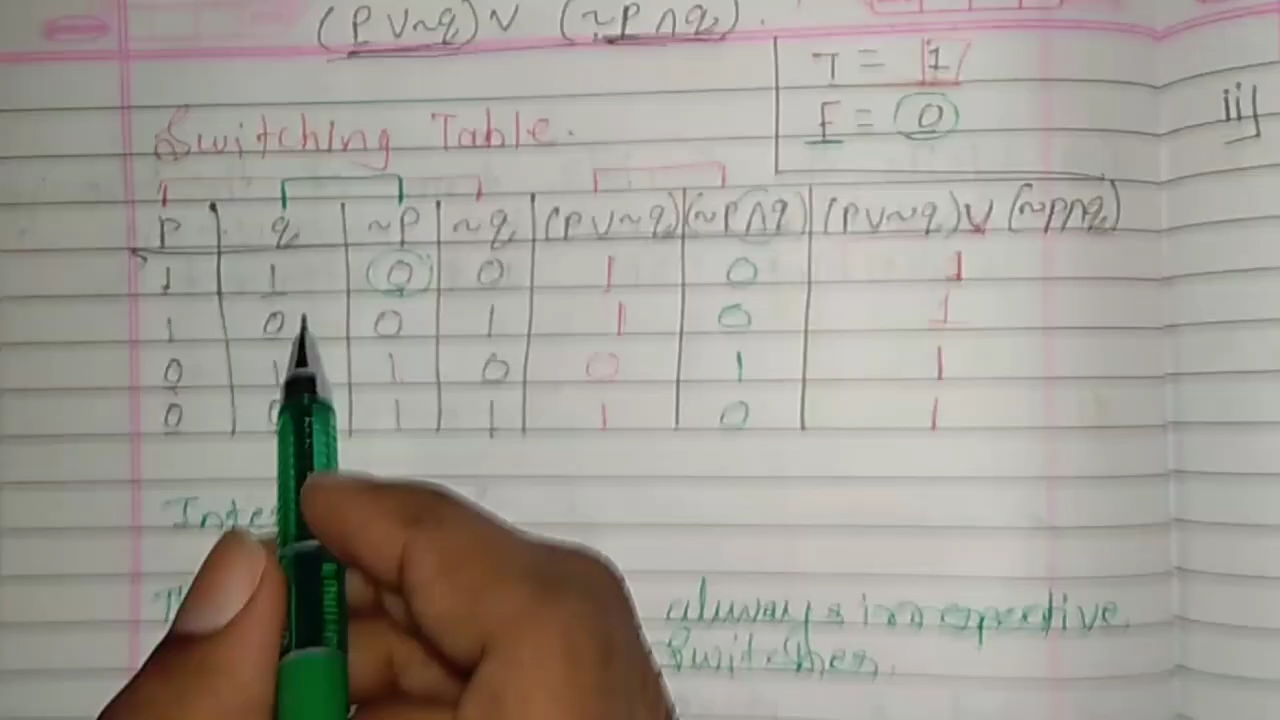 (P∨~q)∨ (~P∧q).
T = 1
F = 0
ii)
Switching Table.
P q ~P ~q (P∨~q) (~P∧q) (P∨~q)∨(~P∧q)
1 1 0 0 1 0 1
1 0 0 1 1 0 1
0 1 1 0 0 1 1
0 0 1 1 1 0 1
always irrespective
Switches.